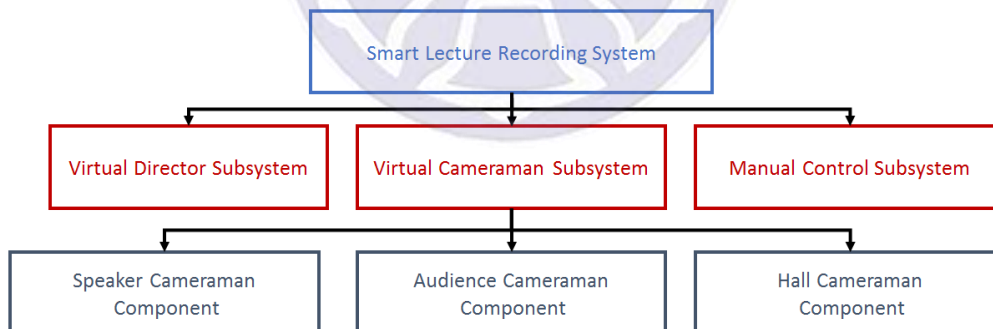 Smart Lecture Recording System
Virtual Director Subsystem
Virtual Cameraman Subsystem
Manual Control Subsystem
Speaker Cameraman
Component
Audience Cameraman
Component
Hall Cameraman
Component